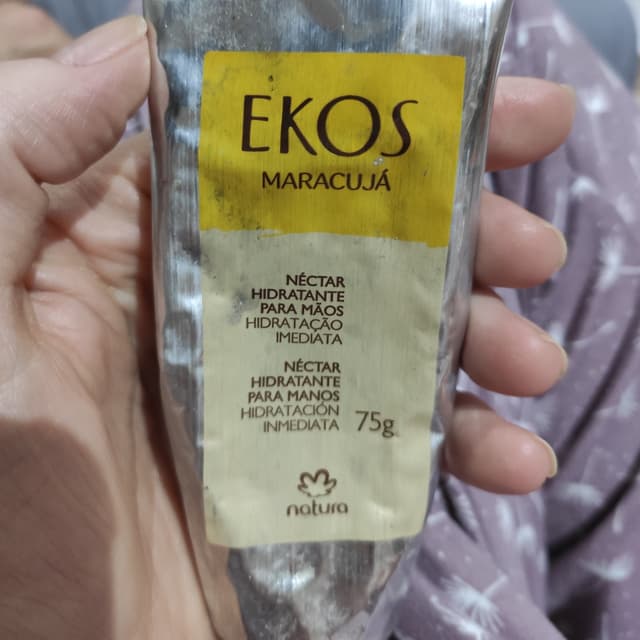 EKOS
MARACUJÁ
NÉCTAR
HIDRATANTE
PARA MÃOS
HIDRATAÇÃO
IMEDIATA
NÉCTAR
HIDRATANTE
PARA MANOS
HIDRATACIÓN
INMEDIATA 75g
natura